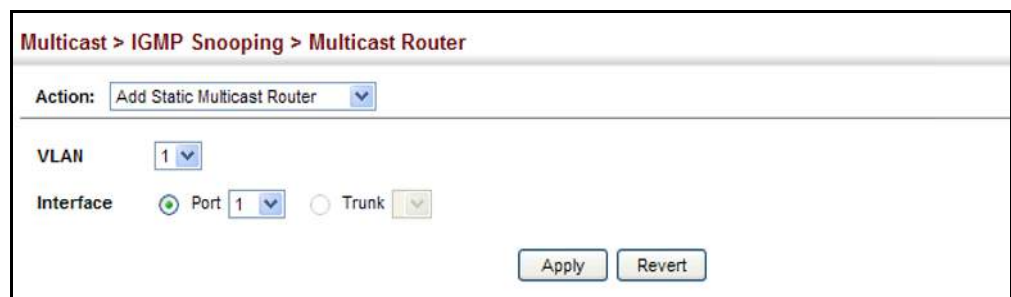 Multicast > IGMP Snooping > Multicast Router
Action: Add Static Multicast Router
VLAN 1
Interface Port 1 Trunk
Apply Revert